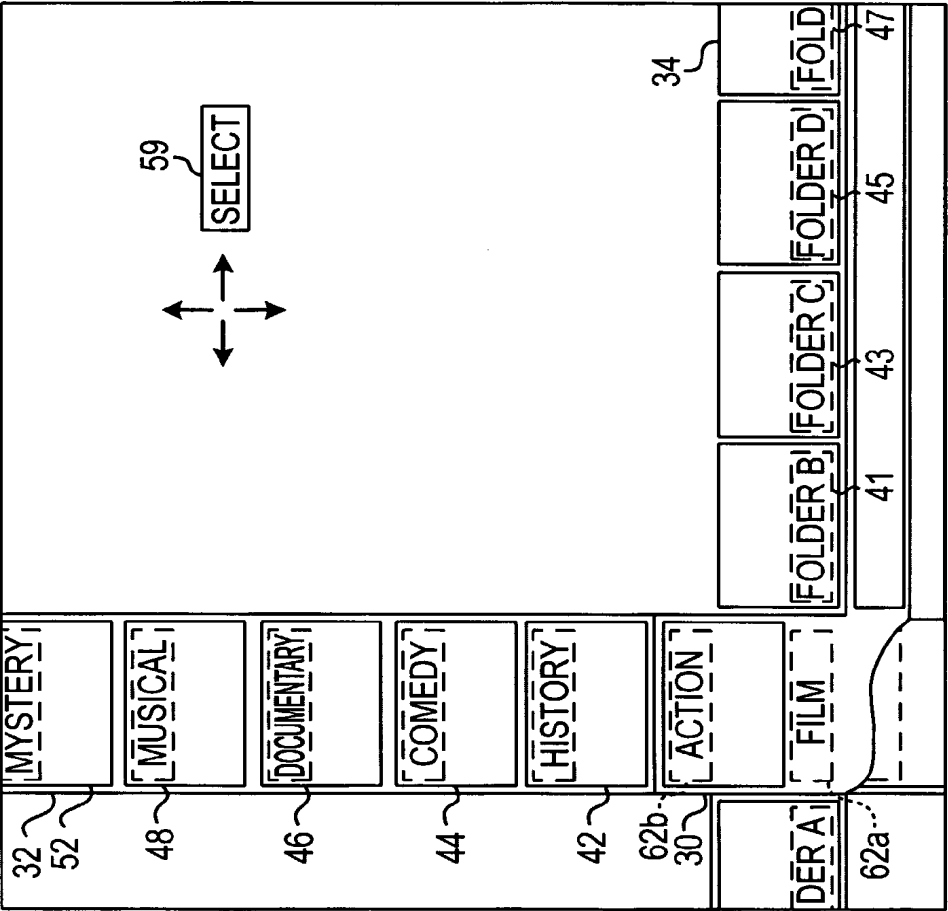 59
SELECT
34
FOLD
47
FOLDER D
45
FOLDER C
43
FOLDER B
41
MYSTERY
32
52
MUSICAL
48
DOCUMENTARY
46
COMEDY
44
HISTORY
42
ACTION
62b
30
FILM
62a
DER A